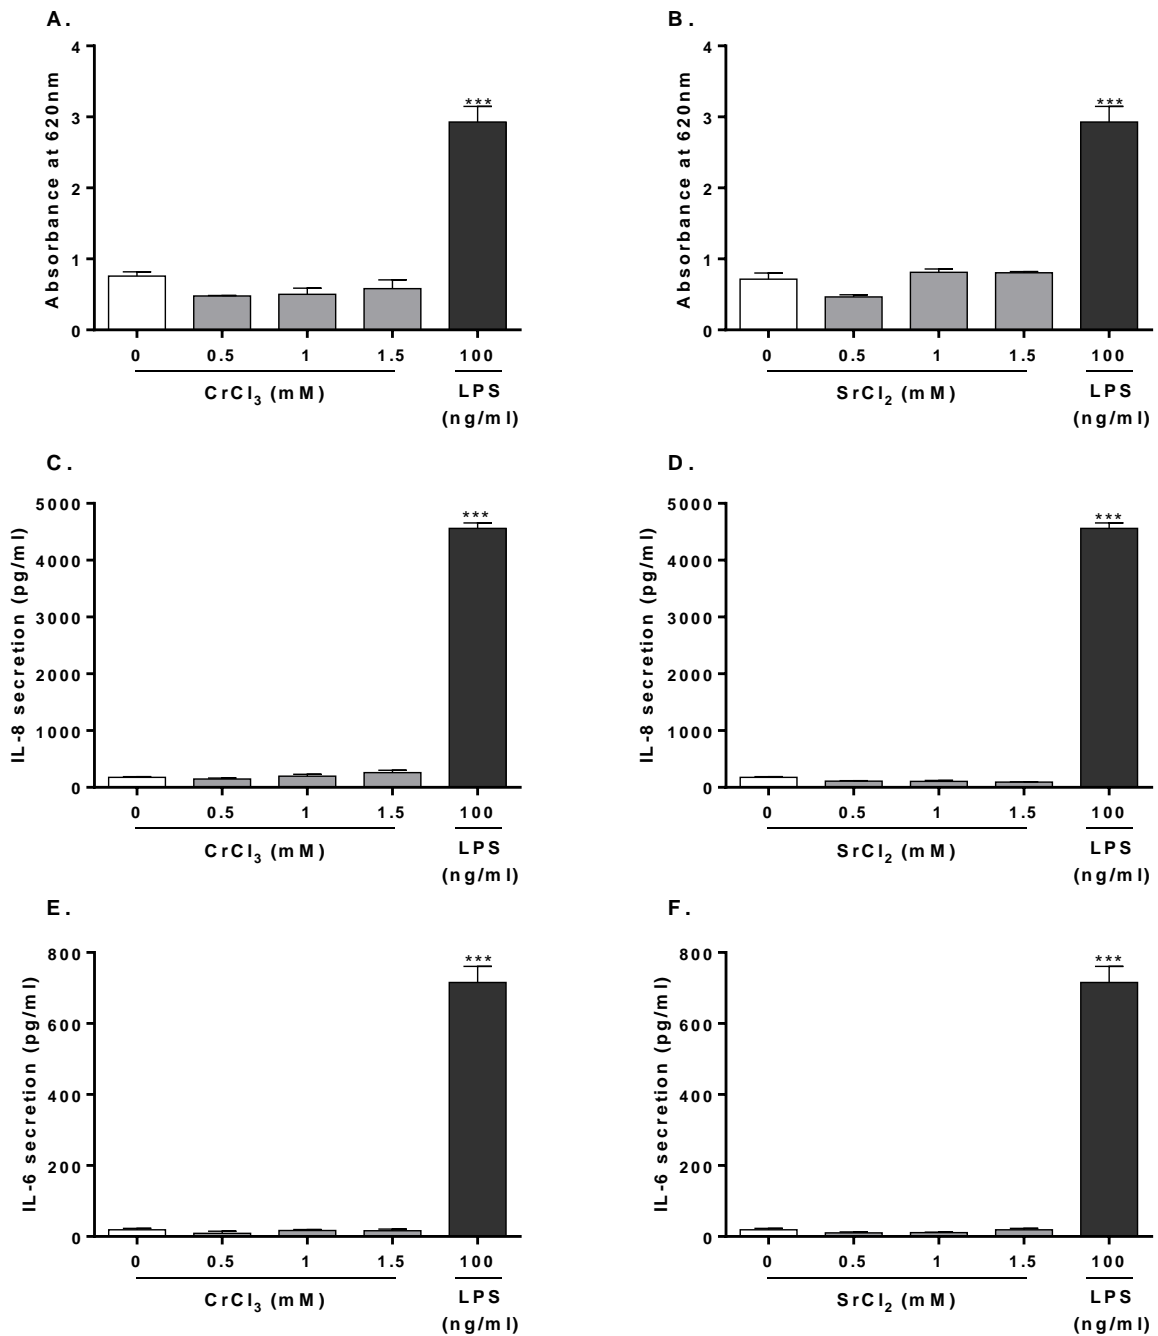 A.
Absorbance at 620nm
4
3
2
1
0
***
0 0.5 1 1.5 100
CrCl3 (mM) LPS
(ng/ml)
B.
Absorbance at 620nm
4
3
2
1
0
***
0 0.5 1 1.5 100
SrCl2 (mM) LPS
(ng/ml)
C.
IL-8 secretion (pg/ml)
5000
4000
3000
2000
1000
0
***
0 0.5 1 1.5 100
CrCl3 (mM) LPS
(ng/ml)
D.
IL-8 secretion (pg/ml)
5000
4000
3000
2000
1000
0
***
0 0.5 1 1.5 100
SrCl2 (mM) LPS
(ng/ml)
E.
IL-6 secretion (pg/ml)
800
600
400
200
0
***
0 0.5 1 1.5 100
CrCl3 (mM) LPS
(ng/ml)
F.
IL-6 secretion (pg/ml)
800
600
400
200
0
***
0 0.5 1 1.5 100
SrCl2 (mM) LPS
(ng/ml)